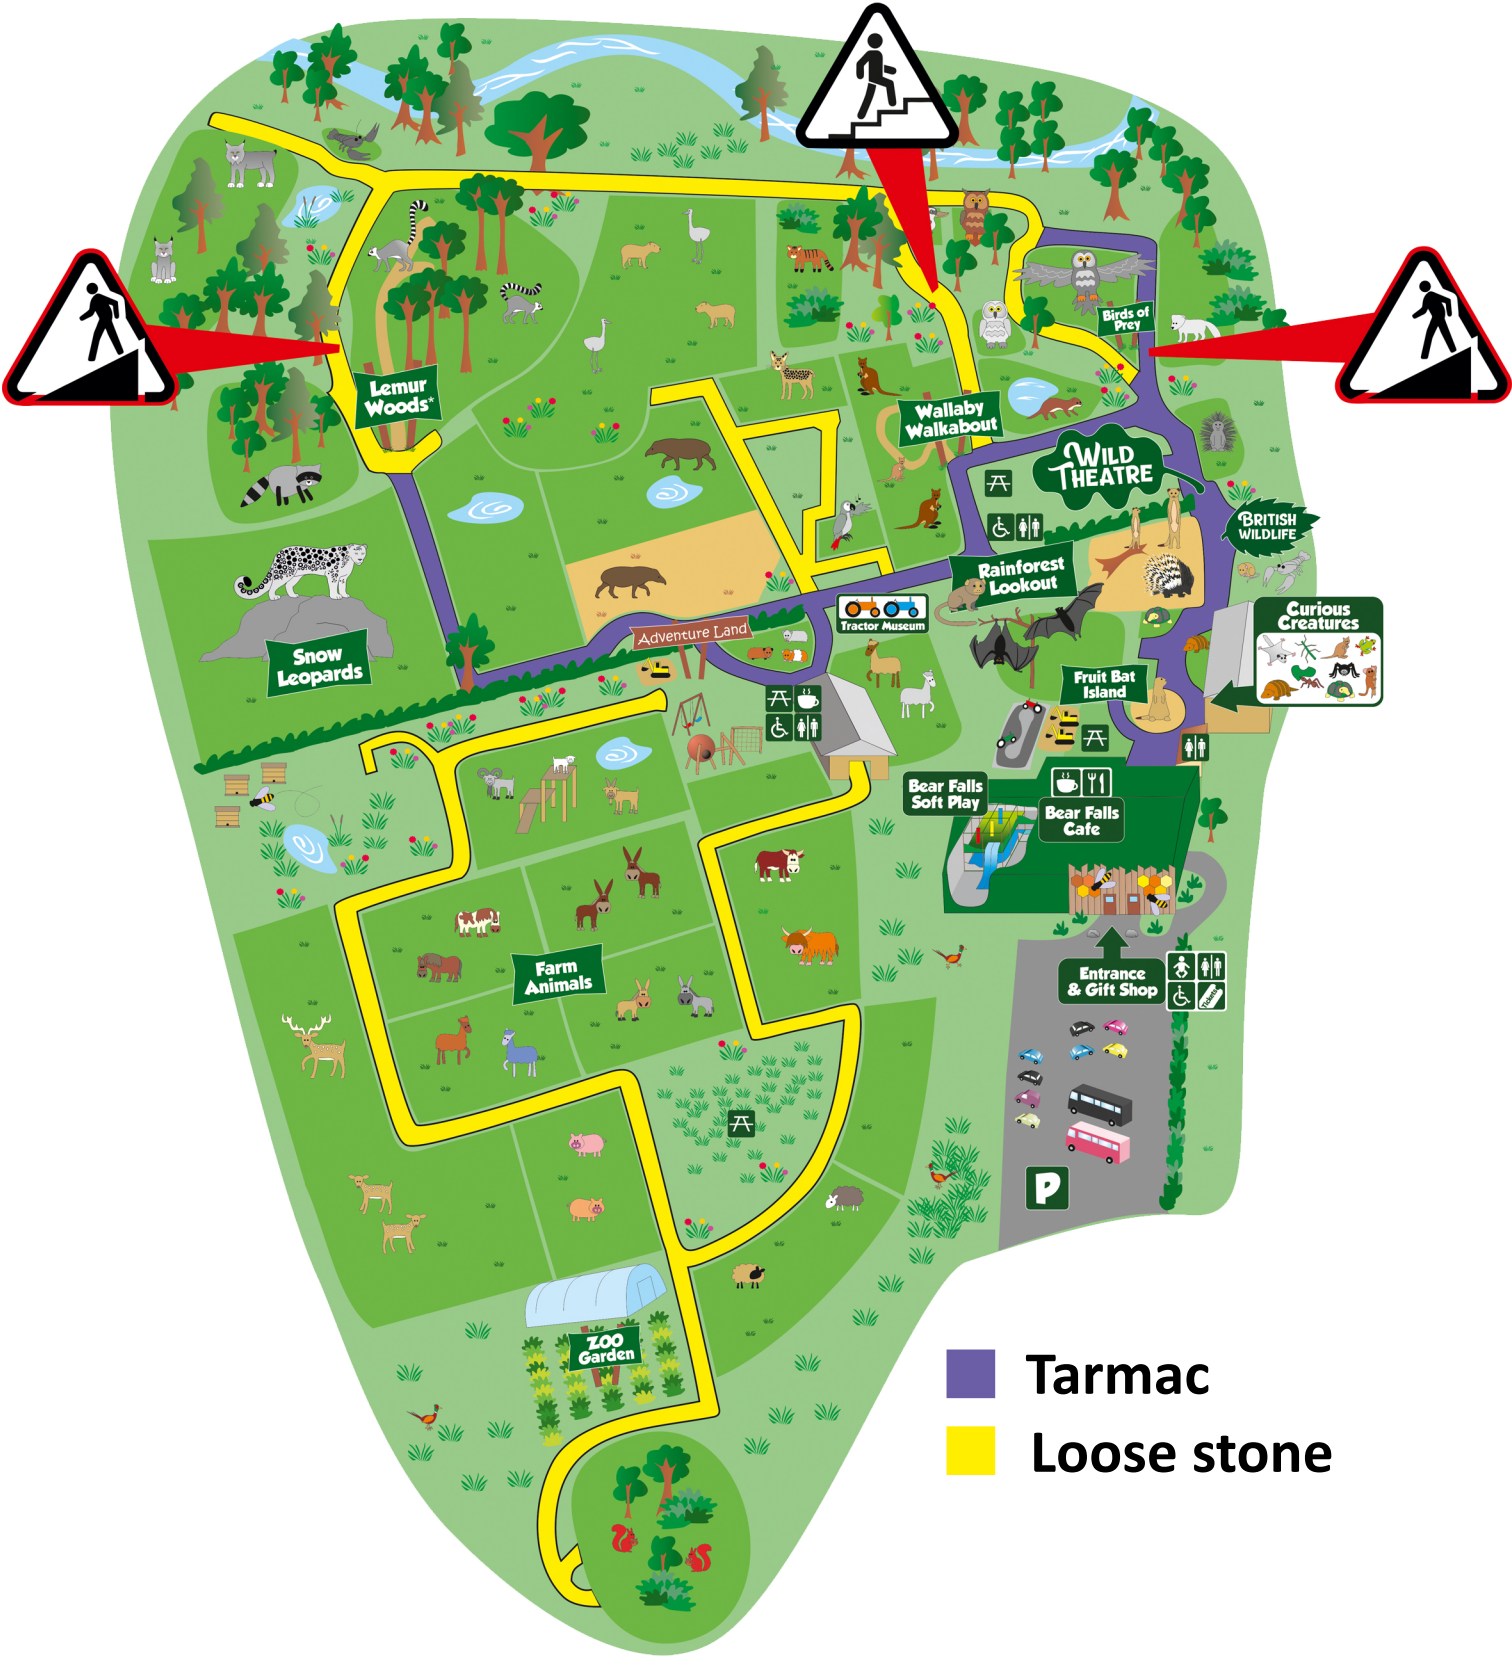 Birds of
Prey
Lemur
Woods*
Wallaby
Walkabout
WILD
THEATRE
BRITISH
WILDLIFE
Rainforest
Lookout
Tractor Museum
Adventure Land
Curious
Creatures
Snow
Leopards
Fruit Bat
Island
Bear Falls
Soft Play
Bear Falls
Cafe
Farm
Animals
Entrance
& Gift Shop
Tickets
P
ZOO
Garden
Tarmac
Loose stone